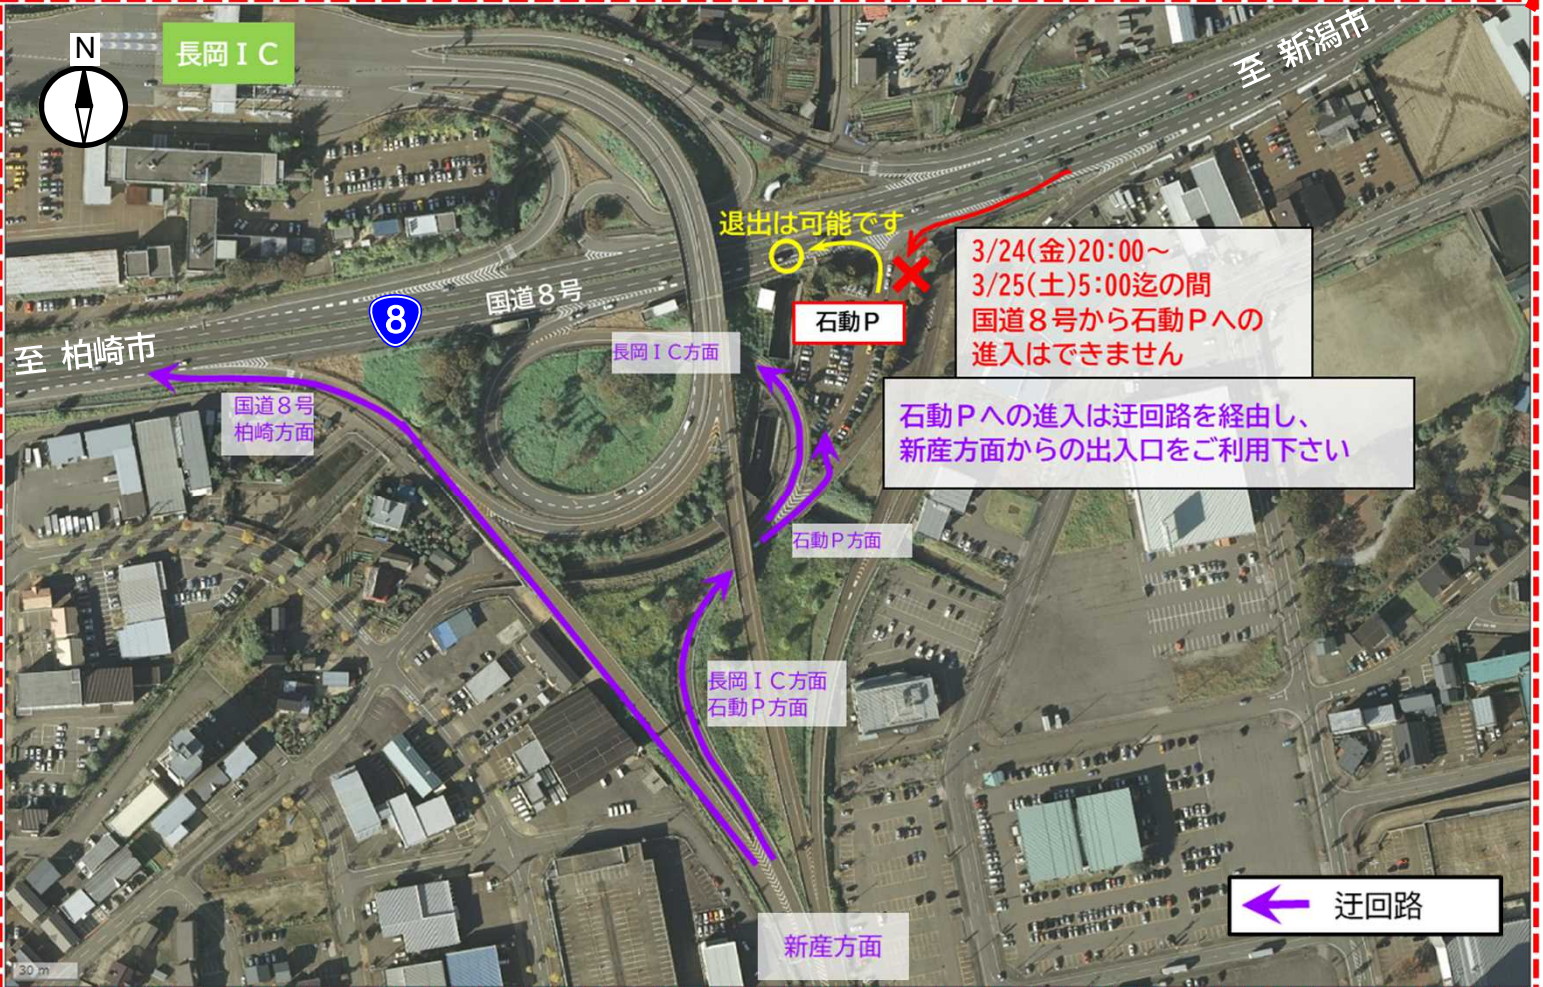 N
長岡ＩＣ
至 新潟市
退出は可能です
3/24(金)20:00～
3/25(土)5:00迄の間
国道８号から石動Ｐへの
進入はできません
国道８号
8
石動Ｐ
至 柏崎市
長岡ＩＣ方面
国道８号
柏崎方面
石動Ｐへの進入は迂回路を経由し、
新産方面からの出入口をご利用下さい
石動Ｐ方面
長岡ＩＣ方面
石動Ｐ方面
迂回路
新産方面
30 m